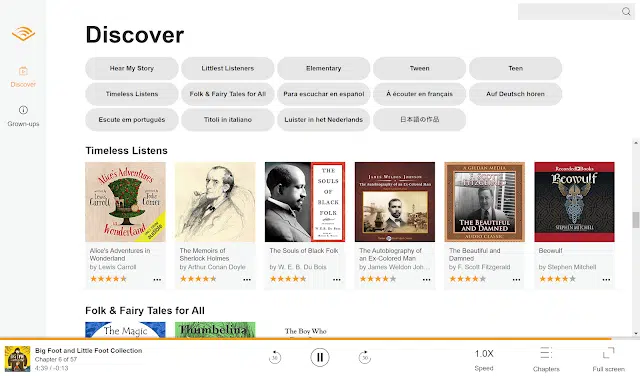 Discover
Hear My Story
Littlest Listeners
Elementary
Tween
Teen
Discover
Timeless Listens
Folk & Fairy Tales for All
Para escuchar en español
À écouter en français
Auf Deutsch hören
Grown-ups
Escute em português
Titoli in italiano
Luister in het Nederlands
日本語の作品
Timeless Listens
Alice's Adventures
Lewis Carroll
in
Wonderland
THE
SOULS
OF
BLACK
FOLK
W. E. B. DU BOIS
JAMES WELDON JOHNSON
The Autobiography of an Ex-Colored Man
A GILDAN MEDIA
FITZGERALD
THE BEAUTIFUL
AND DAMNED
AUDIO CLASSIC
Recorded Books
Beowulf
STEPHEN MITCHELL
Alice's Adventures in
Wonderland
by Lewis Carroll
The Memoirs of
Sherlock Holmes
by Arthur Conan Doyle
The Souls of Black Folk
by W. E. B. Du Bois
The Autobiography of
an Ex-Colored Man
by James Weldon Joh...
The Beautiful and
Damned
by F. Scott Fitzgerald
Beowulf
by Stephen Mitchell
Folk & Fairy Tales for All
The Magic
Thumbelina
The Boy Who
Big Foot and Little Foot Collection
Chapter 6 of 57
4:39 / -0:13
30
30
1.0X
Speed
Chapters
Full screen